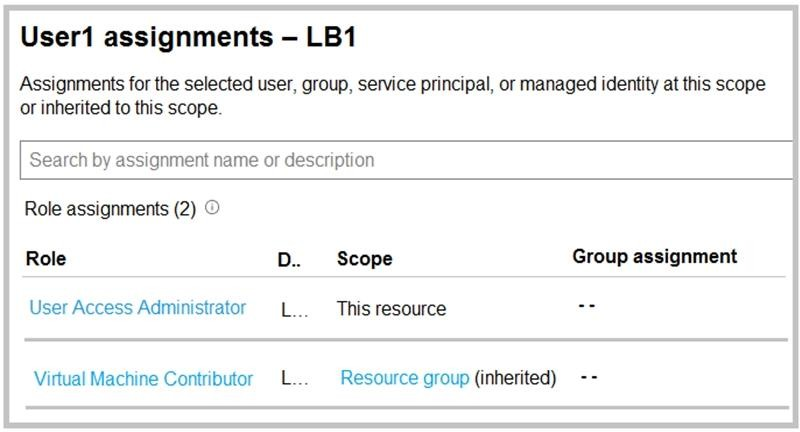 User1 assignments – LB1
Assignments for the selected user, group, service principal, or managed identity at this scope
or inherited to this scope.
Search by assignment name or description
Role assignments (2)
Role D.. Scope Group assignment
User Access Administrator L... This resource --
Virtual Machine Contributor L... Resource group (inherited) --